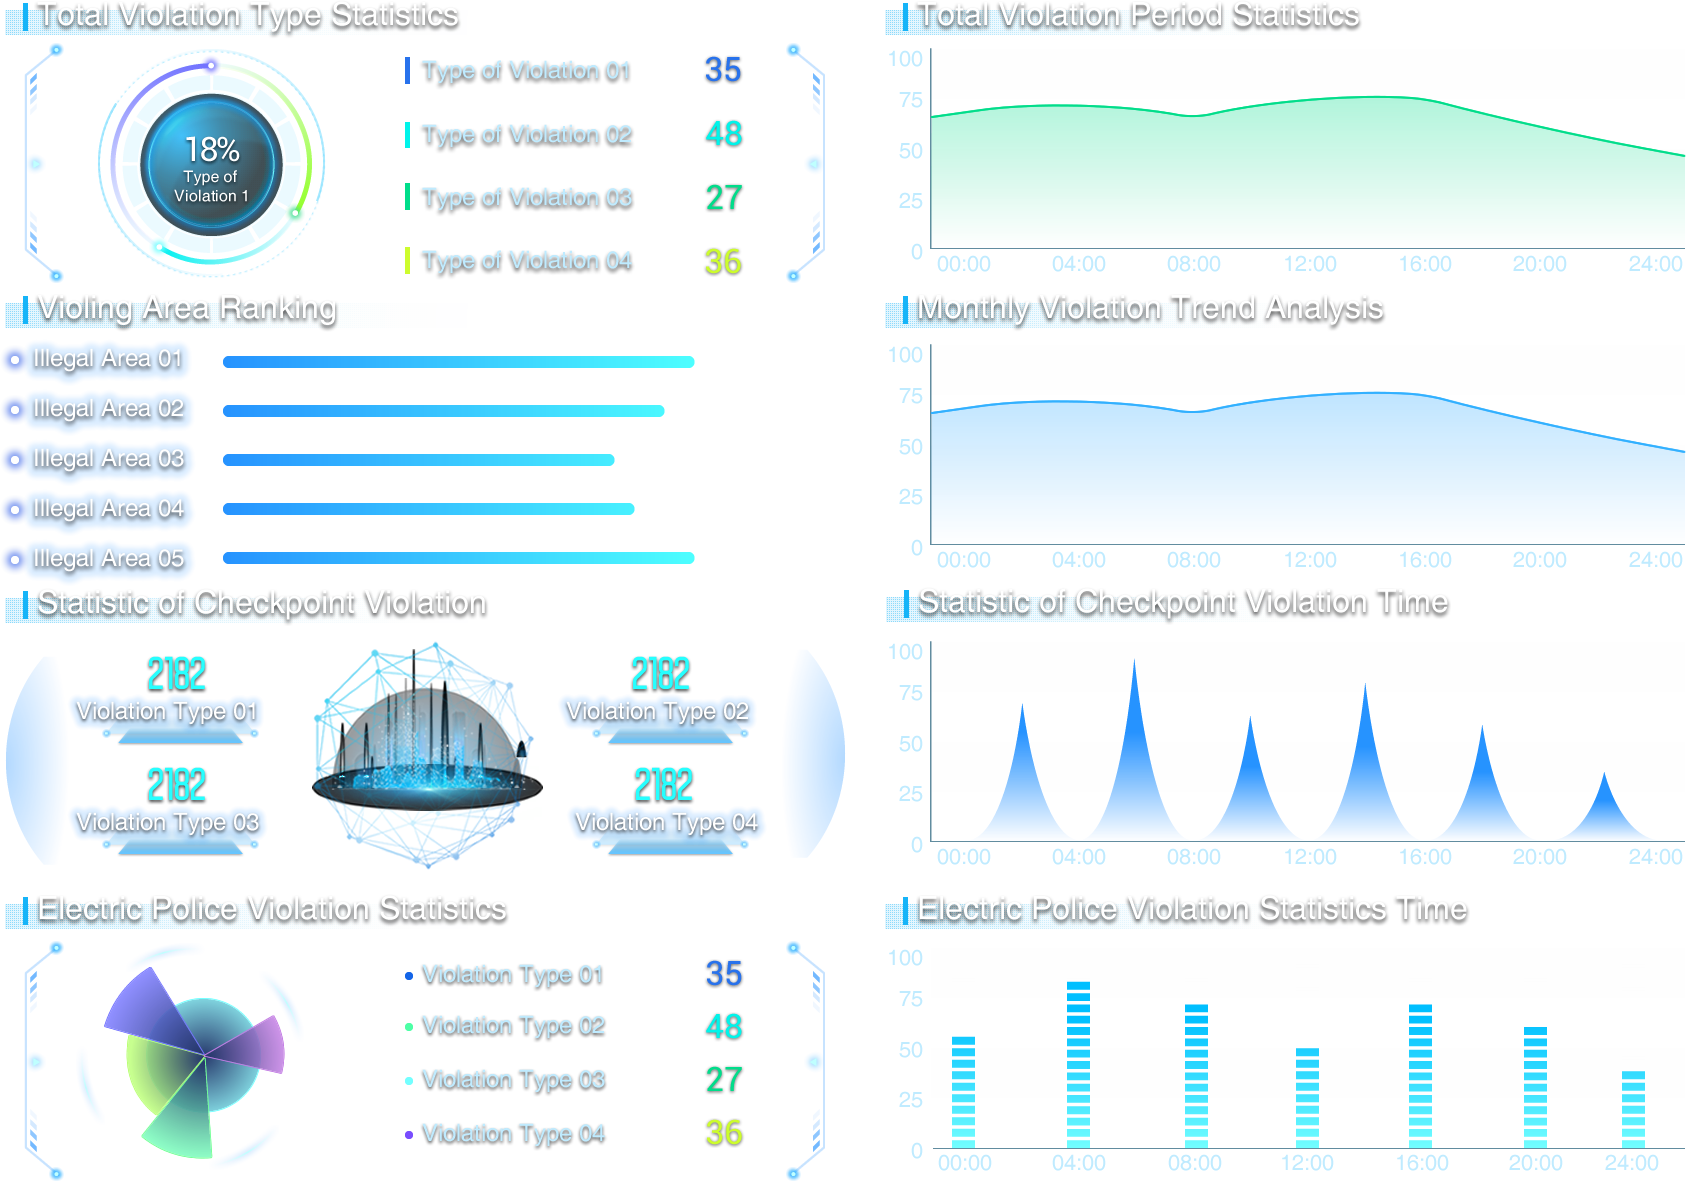 Total Violation Type Statistics
18%
Type of
Violation 1
Type of Violation 01 35
Type of Violation 02 48
Type of Violation 03 27
Type of Violation 04 36
Total Violation Period Statistics
100
75
50
25
0
00:00 04:00 08:00 12:00 16:00 20:00 24:00
Violing Area Ranking
Illegal Area 01
Illegal Area 02
Illegal Area 03
Illegal Area 04
Illegal Area 05
Monthly Violation Trend Analysis
100
75
50
25
0
00:00 04:00 08:00 12:00 16:00 20:00 24:00
Statistic of Checkpoint Violation
2182
Violation Type 01
2182
Violation Type 02
2182
Violation Type 03
2182
Violation Type 04
Statistic of Checkpoint Violation Time
100
75
50
25
0
00:00 04:00 08:00 12:00 16:00 20:00 24:00
Electric Police Violation Statistics
Violation Type 01 35
Violation Type 02 48
Violation Type 03 27
Violation Type 04 36
Electric Police Violation Statistics Time
100
75
50
25
0
00:00 04:00 08:00 12:00 16:00 20:00 24:00